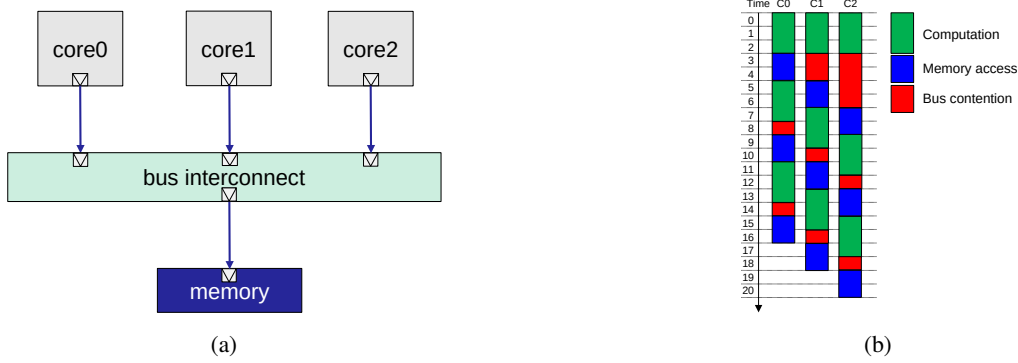 core0
core1
core2
bus interconnect
memory
(a)
Time C0 C1 C2
0
1
2
3
4
5
6
7
8
9
10
11
12
13
14
15
16
17
18
19
20
Computation
Memory access
Bus contention
(b)